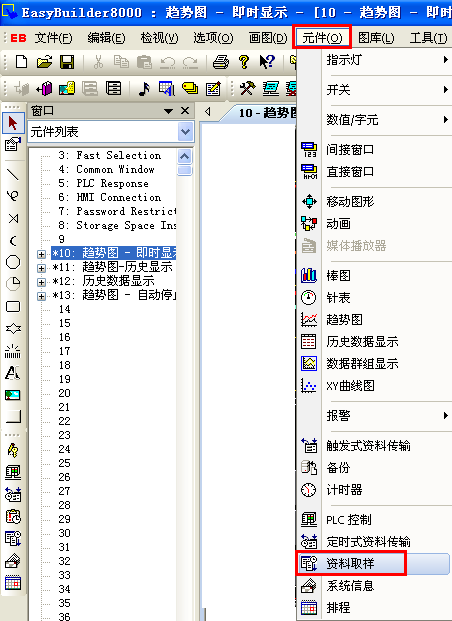 EasyBuilder8000 : 趋势图 - 即时显示 - [10 - 趋势图 - 即时
EB 文件(F) 编辑(E) 检视(V) 选项(O) 画图(D) 元件(O) 图库(L) 工具(T)
窗口
10 - 趋势图
元件列表
3: Fast Selection
4: Common Window
5: PLC Response
6: HMI Connection
7: Password Restrict
8: Storage Space Ins
9
*10: 趋势图 - 即时显示
*11: 趋势图-历史显示
*12: 历史数据显示
*13: 趋势图 - 自动停止
14
15
16
17
18
19
20
21
22
23
24
25
26
27
28
29
30
31
32
33
34
35
36
指示灯
开关
数值/字元
间接窗口
直接窗口
移动图形
动画
媒体播放器
棒图
针表
趋势图
历史数据显示
数据群组显示
XY曲线图
报警
触发式资料传输
备份
计时器
PLC 控制
定时式资料传输
资料取样
系统信息
排程